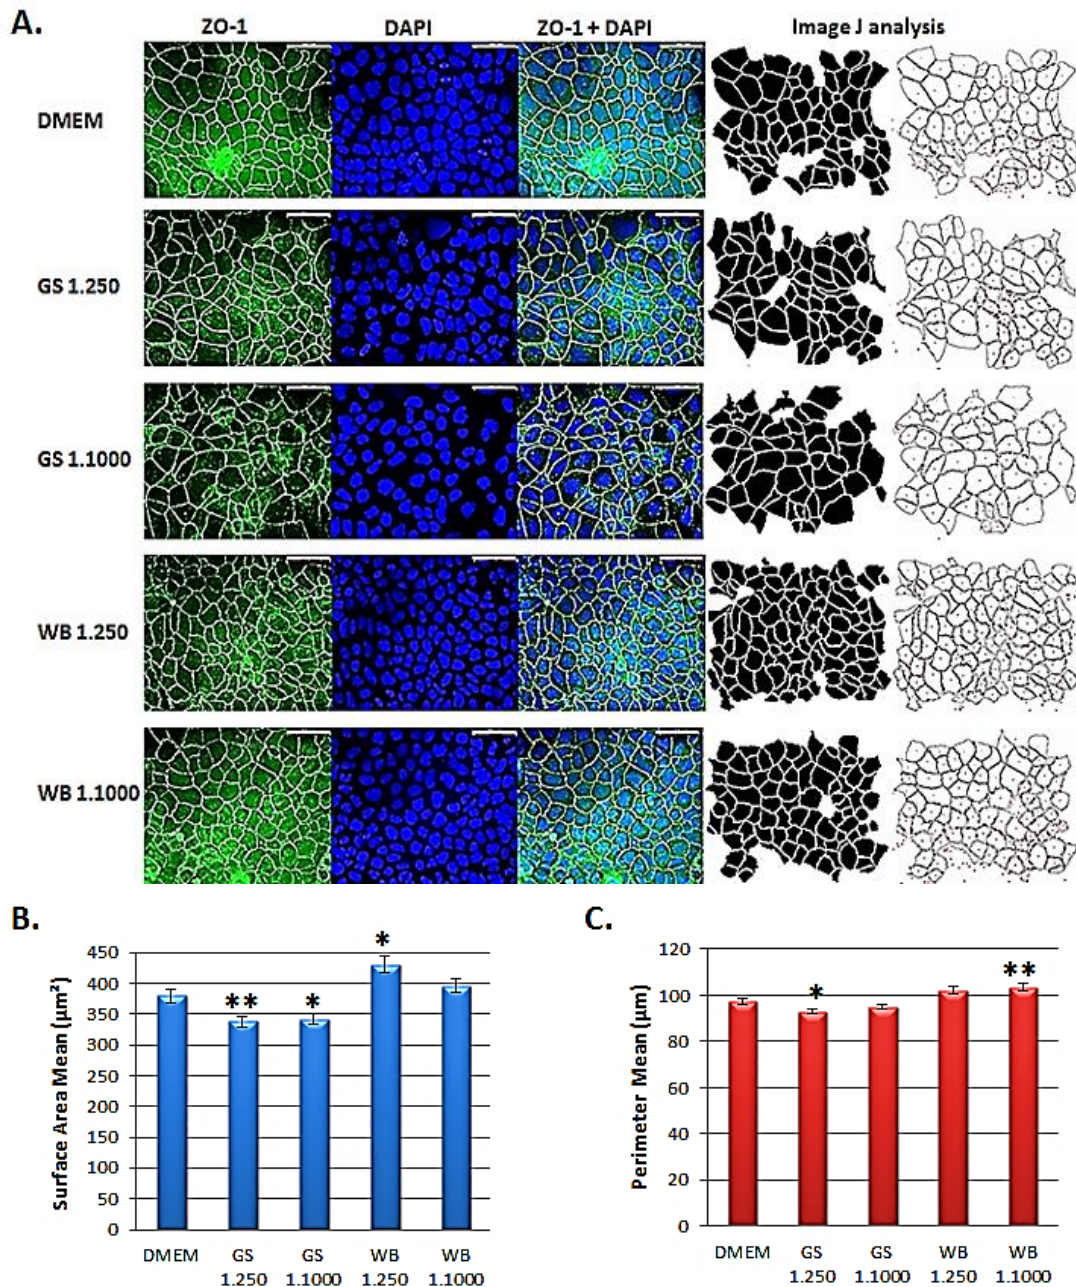 A.
ZO-1 DAPI ZO-1 + DAPI Image J analysis
DMEM
GS 1.250
GS 1.1000
WB 1.250
WB 1.1000
B.
Surface Area Mean (µm²)
450
400
350
300
250
200
150
100
50
0
** * *
DMEM GS 1.250 GS 1.1000 WB 1.250 WB 1.1000
C.
Perimeter Mean (µm)
120
100
80
60
40
20
0
* **
DMEM GS 1.250 GS 1.1000 WB 1.250 WB 1.1000